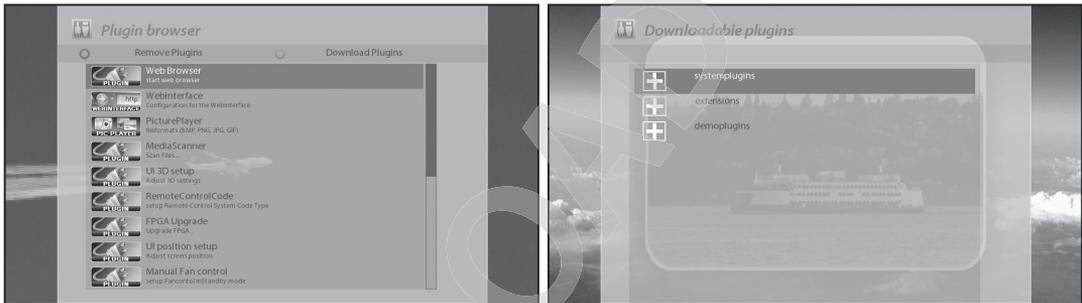 Plugin browser
Remove Plugins
Download Plugins
PLUGIN
Web Browser
start web browser
http
WEBINTERFACE
Webinterface
Configuration for the Webinterface
PIC PLAYER
PicturePlayer
fileformats (BMP, PNG, JPG, GIF)
PLUGIN
MediaScanner
Scan Files...
PLUGIN
UI 3D setup
Adjust 3D settings
PLUGIN
RemoteControlCode
setup Remote Control System Code Type
PLUGIN
FPGA Upgrade
Upgrade FPGA..
PLUGIN
UI position setup
Adjust screen position
PLUGIN
Manual Fan control
setup Fancontrol inStandby mode
Downloadable plugins
systemplugins
extensions
demoplugins